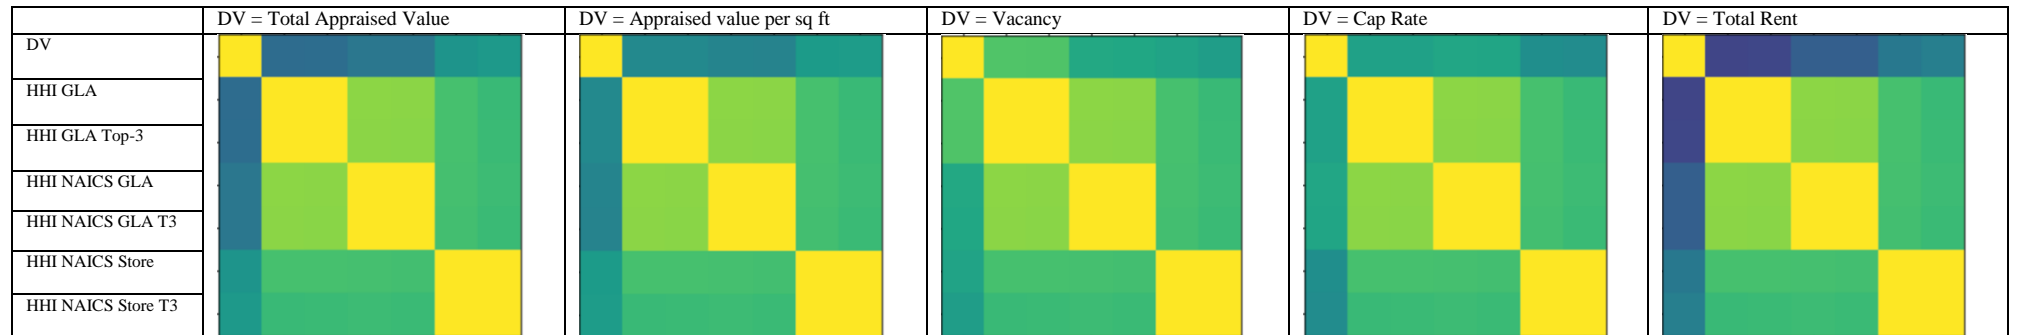 DV = Total Appraised Value
DV = Appraised value per sq ft
DV = Vacancy
DV = Cap Rate
DV = Total Rent
DV
HHI GLA
HHI GLA Top-3
HHI NAICS GLA
HHI NAICS GLA T3
HHI NAICS Store
HHI NAICS Store T3